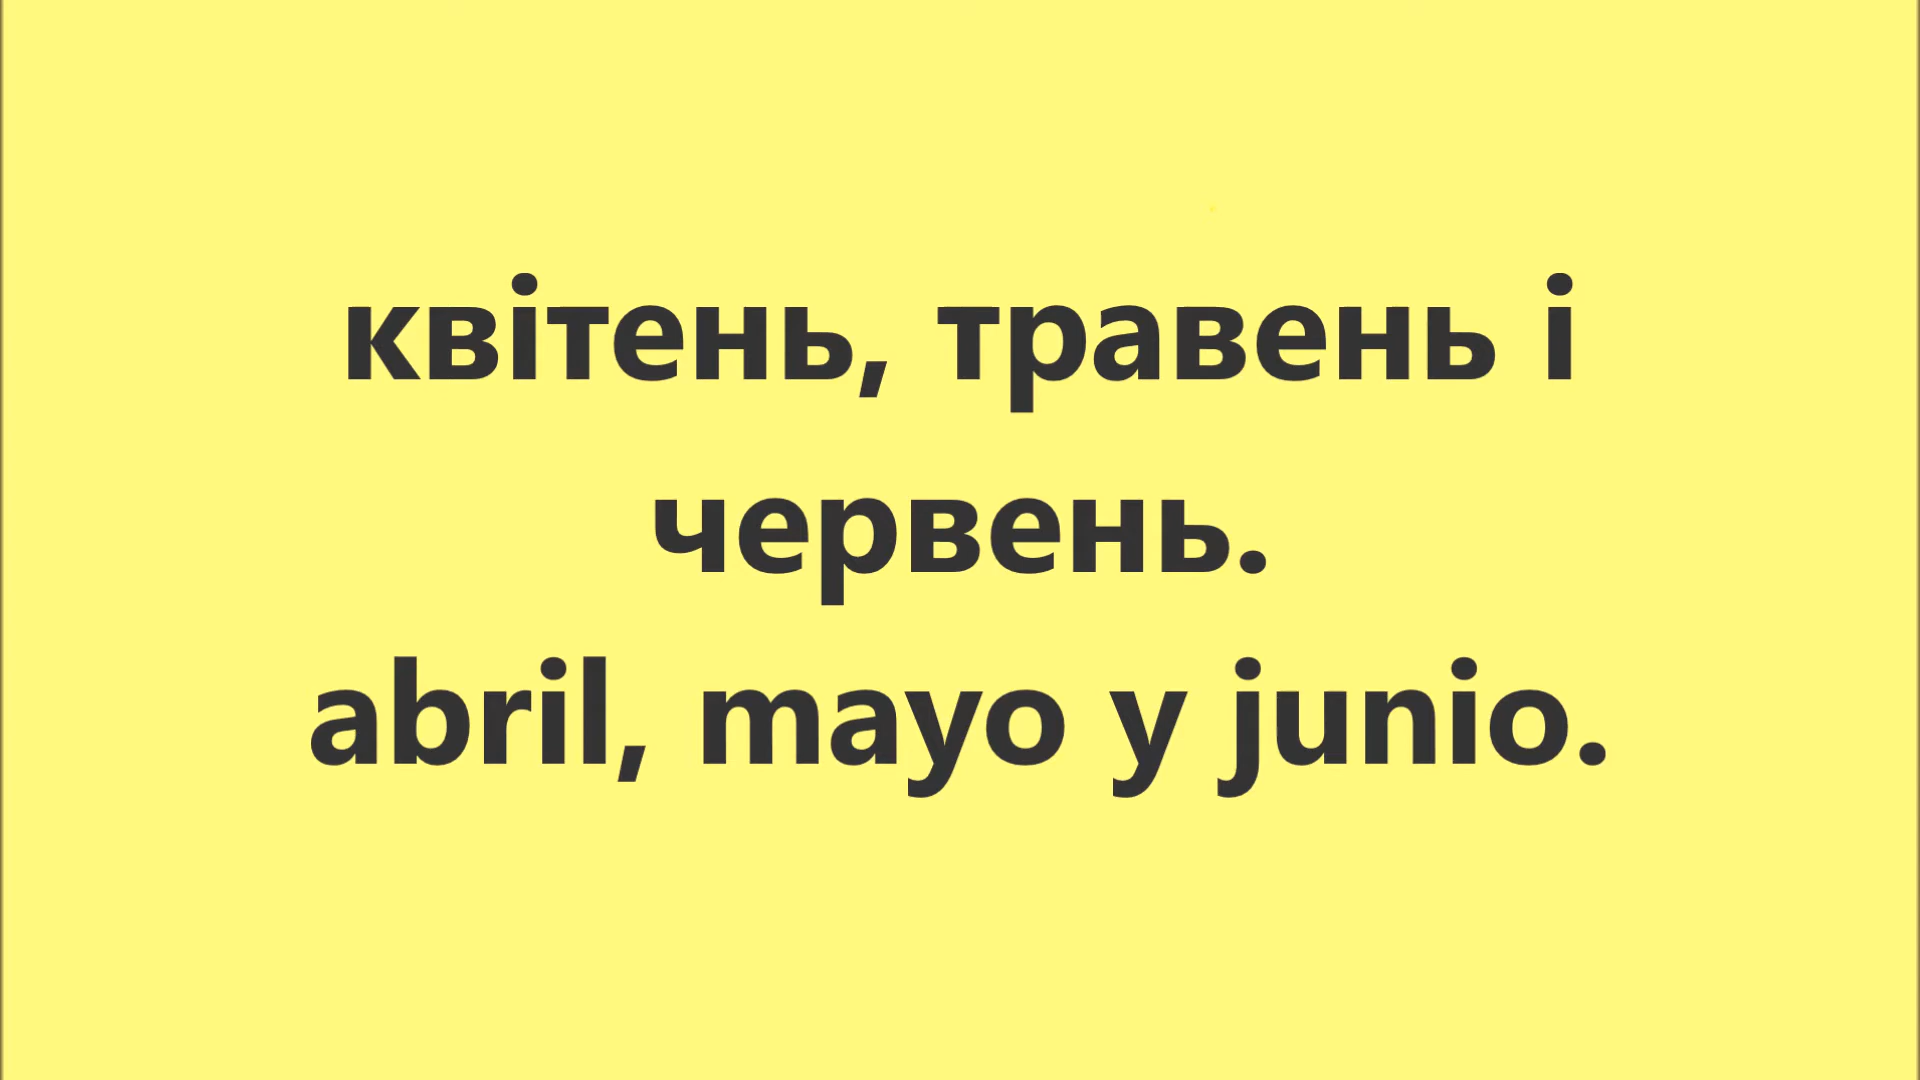 квітень, травень і
червень.
abril, mayo y junio.